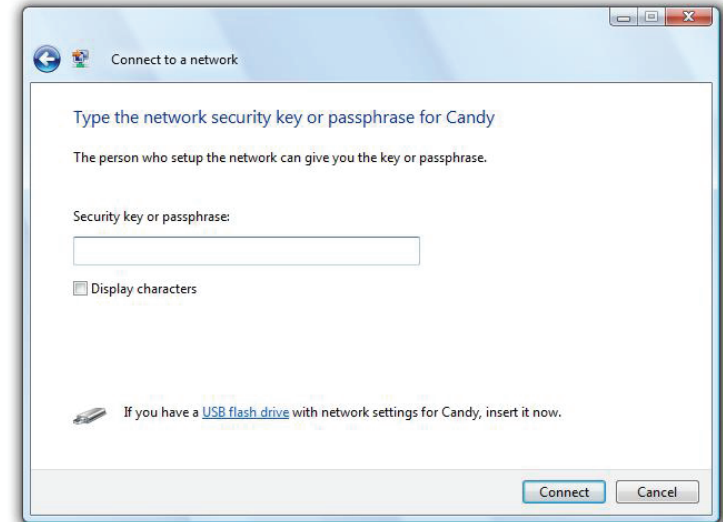 Connect to a network
Type the network security key or passphrase for Candy
The person who setup the network can give you the key or passphrase.
Security key or passphrase:
Display characters
If you have a USB flash drive with network settings for Candy, insert it now.
Connect Cancel